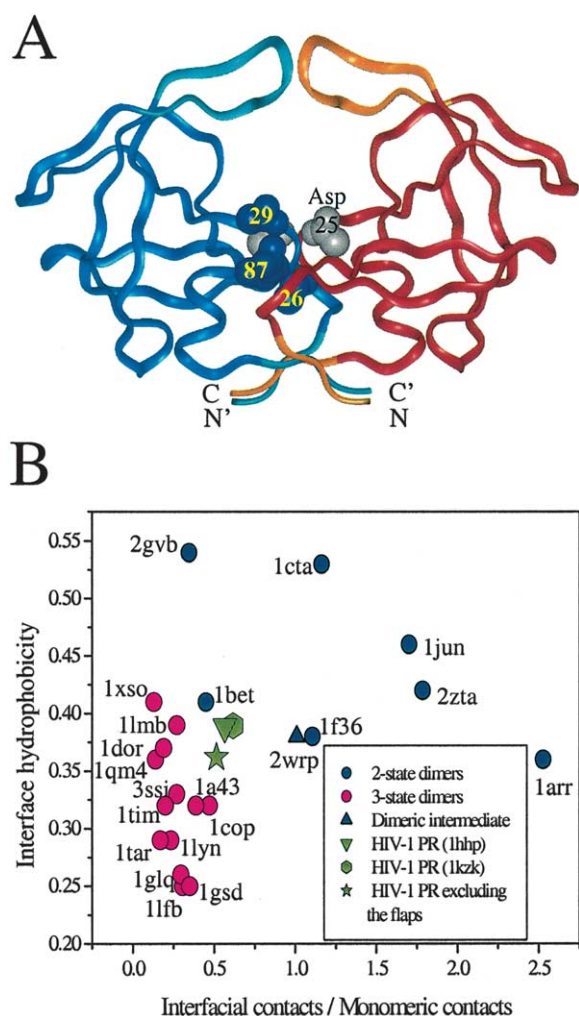 A
Asp
29
25
87
26
C
N'
C'
N
B
Interface hydrophobicity
0.55
0.50
0.45
0.40
0.35
0.30
0.25
0.20
2gvb
1cta
1jun
2zta
1xso
1bet
1lmb
1f36
1dor
2wrp
1qm4
1arr
3ssi
1a43
1tim
1cop
1tar
1lyn
1glq
1gsd
1lfb
2-state dimers
3-state dimers
Dimeric intermediate
HIV-1 PR (1hhp)
HIV-1 PR (1kzk)
HIV-1 PR excluding
the flaps
0.0 0.5 1.0 1.5 2.0 2.5
Interfacial contacts / Monomeric contacts